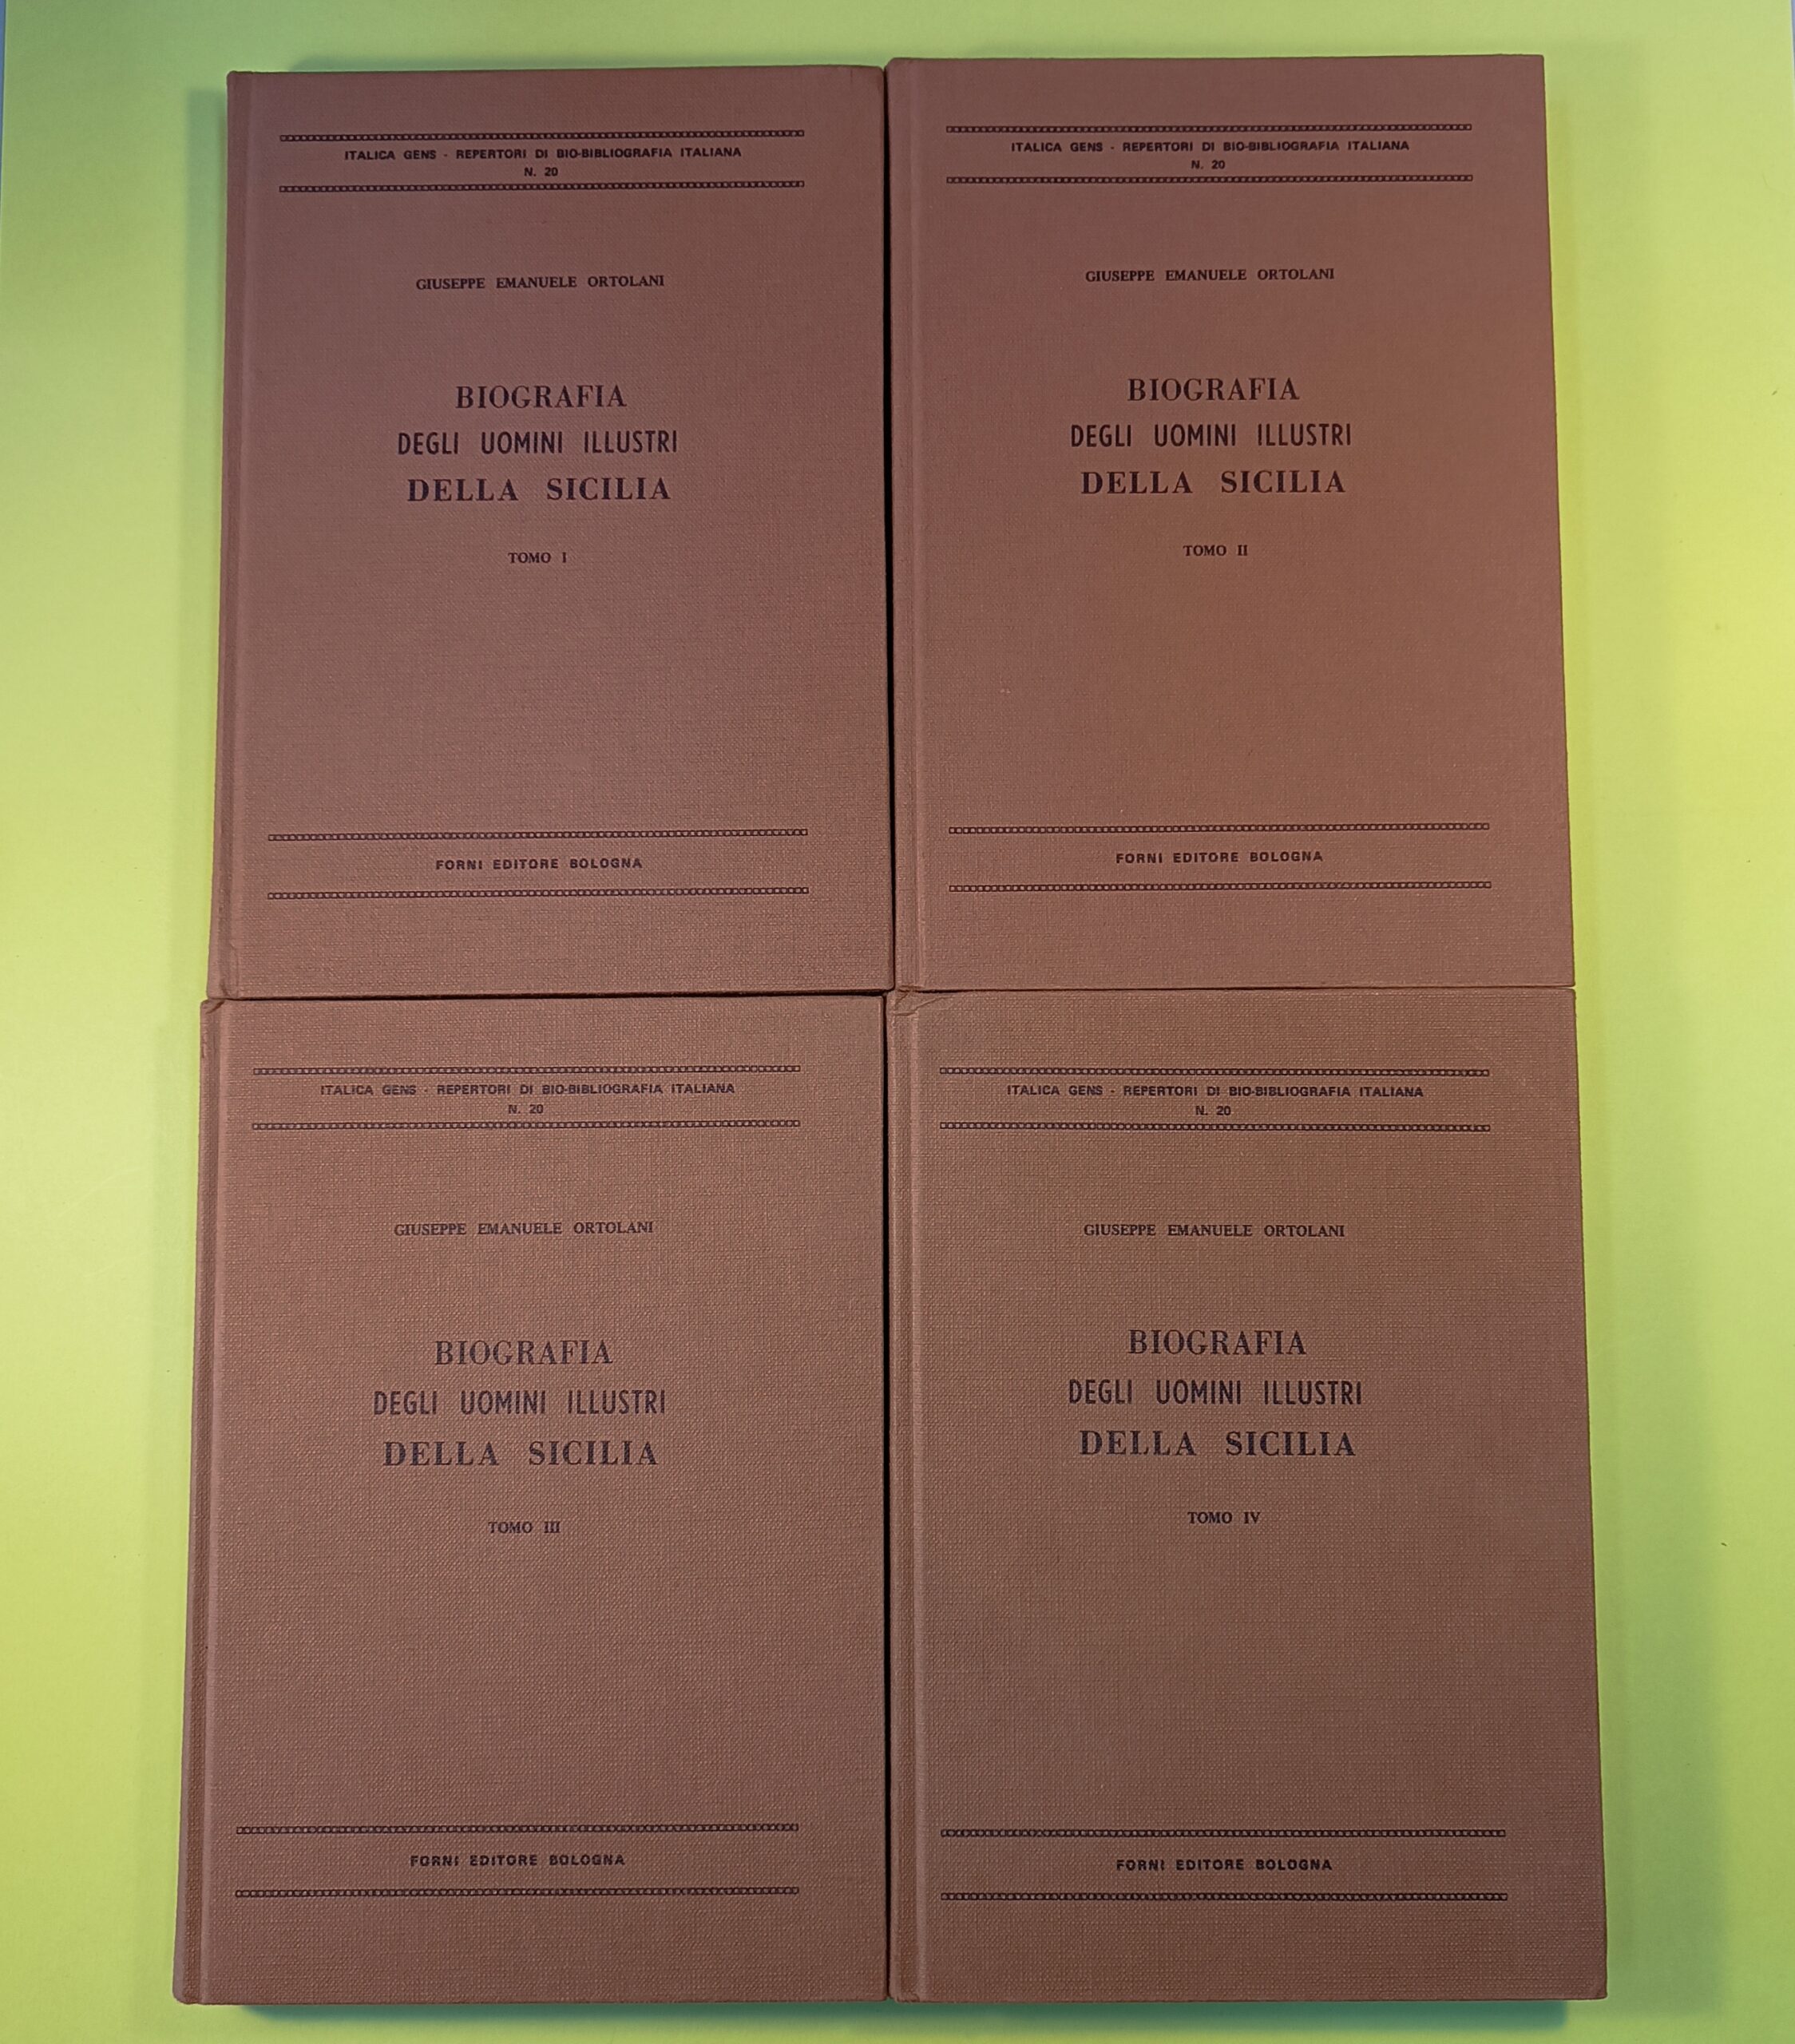 ITALICA GENS - REPERTORI DI BIO-BIBLIOGRAFIA ITALIANA
N. 20
GIUSEPPE EMANUELE ORTOLANI
BIOGRAFIA
DEGLI UOMINI ILLUSTRI
DELLA SICILIA
TOMO I
FORNI EDITORE BOLOGNA
ITALICA GENS - REPERTORI DI BIO-BIBLIOGRAFIA ITALIANA
N. 20
GIUSEPPE EMANUELE ORTOLANI
BIOGRAFIA
DEGLI UOMINI ILLUSTRI
DELLA SICILIA
TOMO II
FORNI EDITORE BOLOGNA
ITALICA GENS - REPERTORI DI BIO-BIBLIOGRAFIA ITALIANA
N. 20
GIUSEPPE EMANUELE ORTOLANI
BIOGRAFIA
DEGLI UOMINI ILLUSTRI
DELLA SICILIA
TOMO III
FORNI EDITORE BOLOGNA
ITALICA GENS - REPERTORI DI BIO-BIBLIOGRAFIA ITALIANA
N. 20
GIUSEPPE EMANUELE ORTOLANI
BIOGRAFIA
DEGLI UOMINI ILLUSTRI
DELLA SICILIA
TOMO IV
FORNI EDITORE BOLOGNA